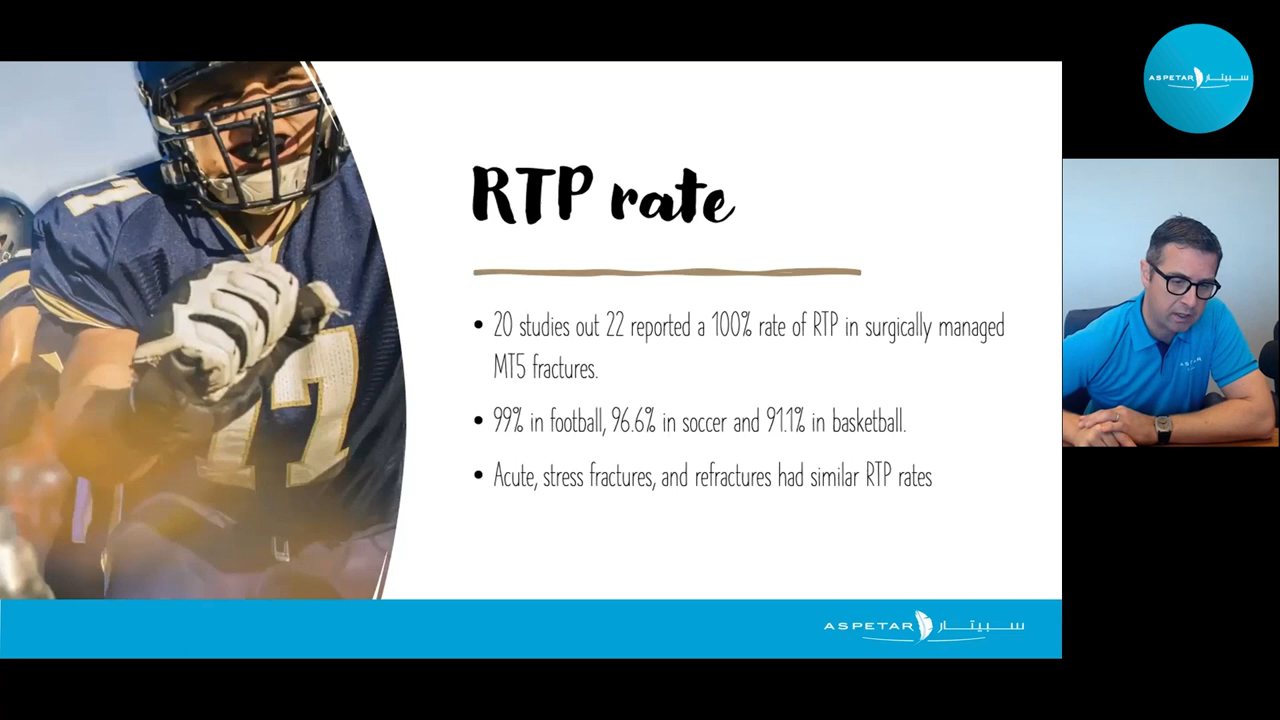 ASPETAR سبيتار
RTP rate
• 20 studies out 22 reported a 100% rate of RTP in surgically managed
MT5 fractures.
• 99% in football, 96.6% in soccer and 91.1% in basketball.
• Acute, stress fractures, and refractures had similar RTP rates
77
ASPETAR سبيتار